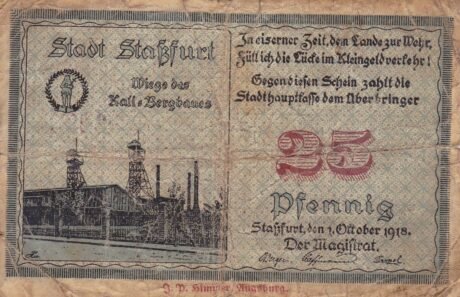 Stadt Staßfurt
Wiege des
Kali-Bergbaues
In eiserner Zeit, dem Lande zur Wehr,
Füll ich die Lücke im Kleingeldverkehr!
Gegen diesen Schein zahlt die
Stadthauptkasse dem Überbringer
25
Pfennig
Staßfurt, den 1. Oktober 1918.
Der Magistrat.
J. P. Himmer, Augsburg.